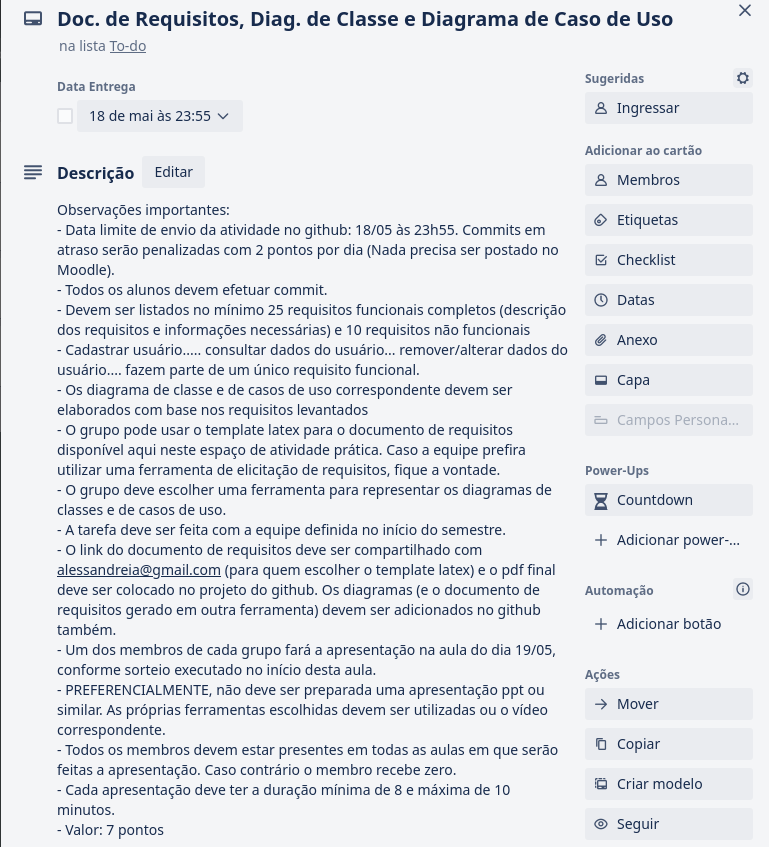 Doc. de Requisitos, Diag. de Classe e Diagrama de Caso de Uso
na lista To-do
Data Entrega
18 de mai às 23:55
Descrição
Editar
Observações importantes:
- Data limite de envio da atividade no github: 18/05 às 23h55. Commits em
atraso serão penalizadas com 2 pontos por dia (Nada precisa ser postado no
Moodle).
- Todos os alunos devem efetuar commit.
- Devem ser listados no mínimo 25 requisitos funcionais completos (descrição
dos requisitos e informações necessárias) e 10 requisitos não funcionais
- Cadastrar usuário..... consultar dados do usuário... remover/alterar dados do
usuário.... fazem parte de um único requisito funcional.
- Os diagrama de classe e de casos de uso correspondente devem ser
elaborados com base nos requisitos levantados
- O grupo pode usar o template latex para o documento de requisitos
disponível aqui neste espaço de atividade prática. Caso a equipe prefira
utilizar uma ferramenta de elicitação de requisitos, fique a vontade.
- O grupo deve escolher uma ferramenta para representar os diagramas de
classes e de casos de uso.
- A tarefa deve ser feita com a equipe definida no início do semestre.
- O link do documento de requisitos deve ser compartilhado com
alessandreia@gmail.com (para quem escolher o template latex) e o pdf final
deve ser colocado no projeto do github. Os diagramas (e o documento de
requisitos gerado em outra ferramenta) devem ser adicionados no github
também.
- Um dos membros de cada grupo fará a apresentação na aula do dia 19/05,
conforme sorteio executado no início desta aula.
- PREFERENCIALMENTE, não deve ser preparada uma apresentação ppt ou
similar. As próprias ferramentas escolhidas devem ser utilizadas ou o vídeo
correspondente.
- Todos os membros devem estar presentes em todas as aulas em que serão
feitas a apresentação. Caso contrário o membro recebe zero.
- Cada apresentação deve ter a duração mínima de 8 e máxima de 10
minutos.
- Valor: 7 pontos
Sugeridas
Ingressar
Adicionar ao cartão
Membros
Etiquetas
Checklist
Datas
Anexo
Capa
Campos Persona...
Power-Ups
Countdown
Adicionar power-...
Automação
Adicionar botão
Ações
Mover
Copiar
Criar modelo
Seguir